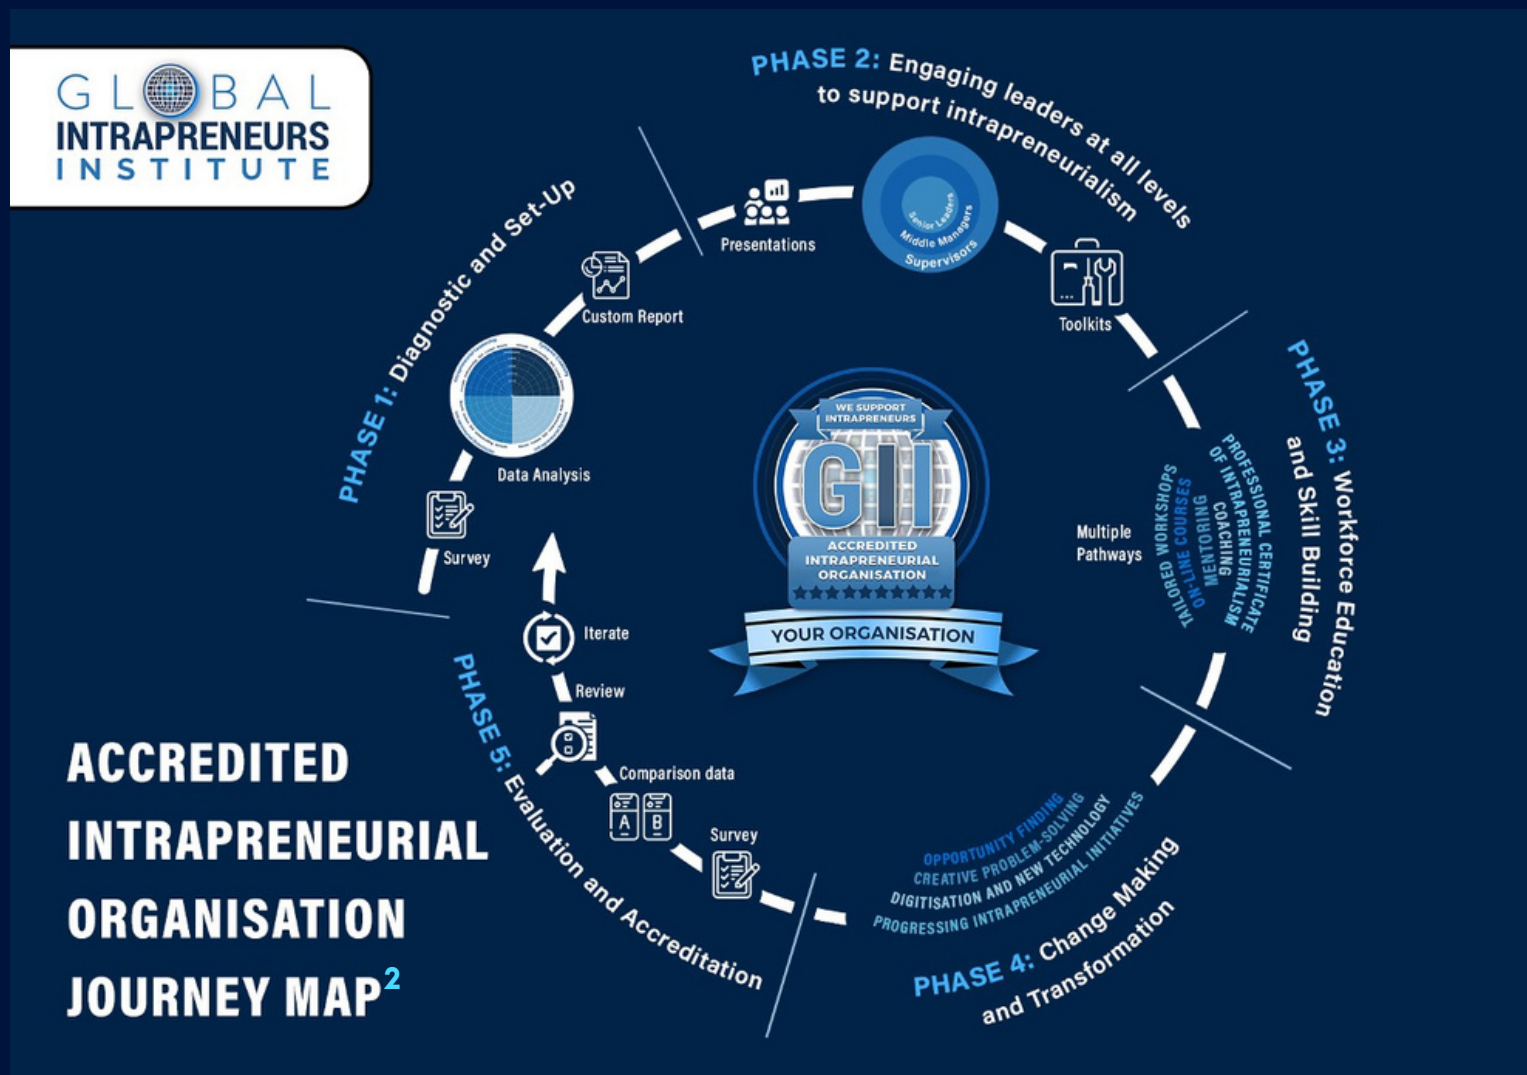 GLOBAL
INTRAPRENEURS
INSTITUTE
PHASE 1: Diagnostic and Set-Up
Survey
Data Analysis
Custom Report
PHASE 2: Engaging leaders at all levels
to support intrapreneurialism
Presentations
Senior Leaders
Middle Managers
Supervisors
Toolkits
PHASE 3: Workforce Education
and Skill Building
Multiple
Pathways
TAILORED WORKSHOPS
ON-LINE COURSES
MENTORING
COACHING
PROFESSIONAL CERTIFICATE
OF INTRAPRENEURIALISM
PHASE 4: Change Making
and Transformation
OPPORTUNITY FINDING
CREATIVE PROBLEM-SOLVING
DIGITISATION AND NEW TECHNOLOGY
PROGRESSING INTRAPRENEURIAL INITIATIVES
PHASE 5: Evaluation and Accreditation
Survey
Comparison data
A B
Review
Iterate
WE SUPPORT
INTRAPRENEURS
GII
ACCREDITED
INTRAPRENEURIAL
ORGANISATION
YOUR ORGANISATION
ACCREDITED
INTRAPRENEURIAL
ORGANISATION
JOURNEY MAP²